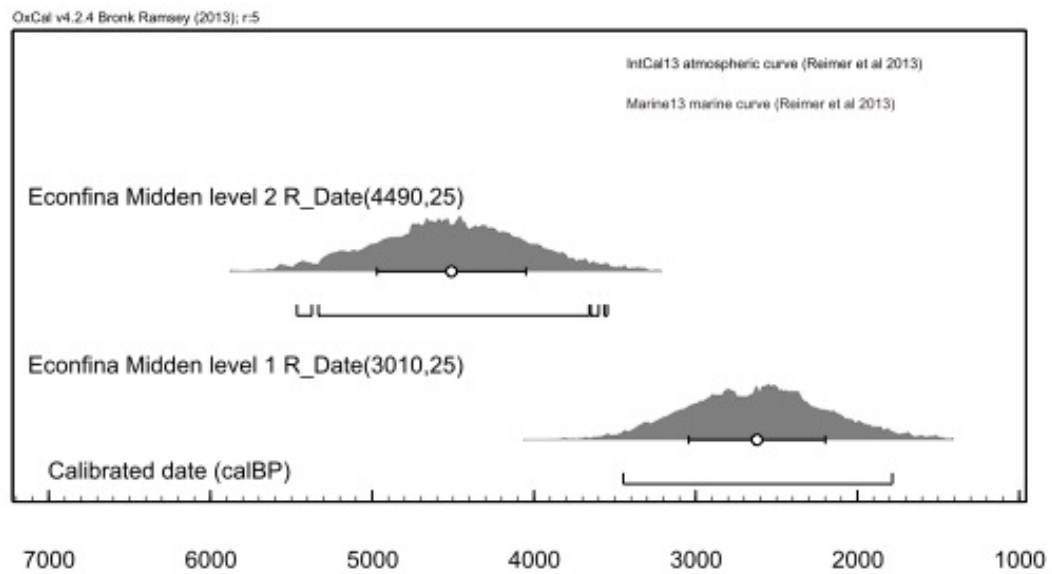 OxCal v4.2.4 Bronk Ramsey (2013); r:5
IntCal13 atmospheric curve (Reimer et al 2013)
Marine13 marine curve (Reimer et al 2013)
Econfina Midden level 2 R_Date(4490,25)
Econfina Midden level 1 R_Date(3010,25)
Calibrated date (calBP)
7000 6000 5000 4000 3000 2000 1000